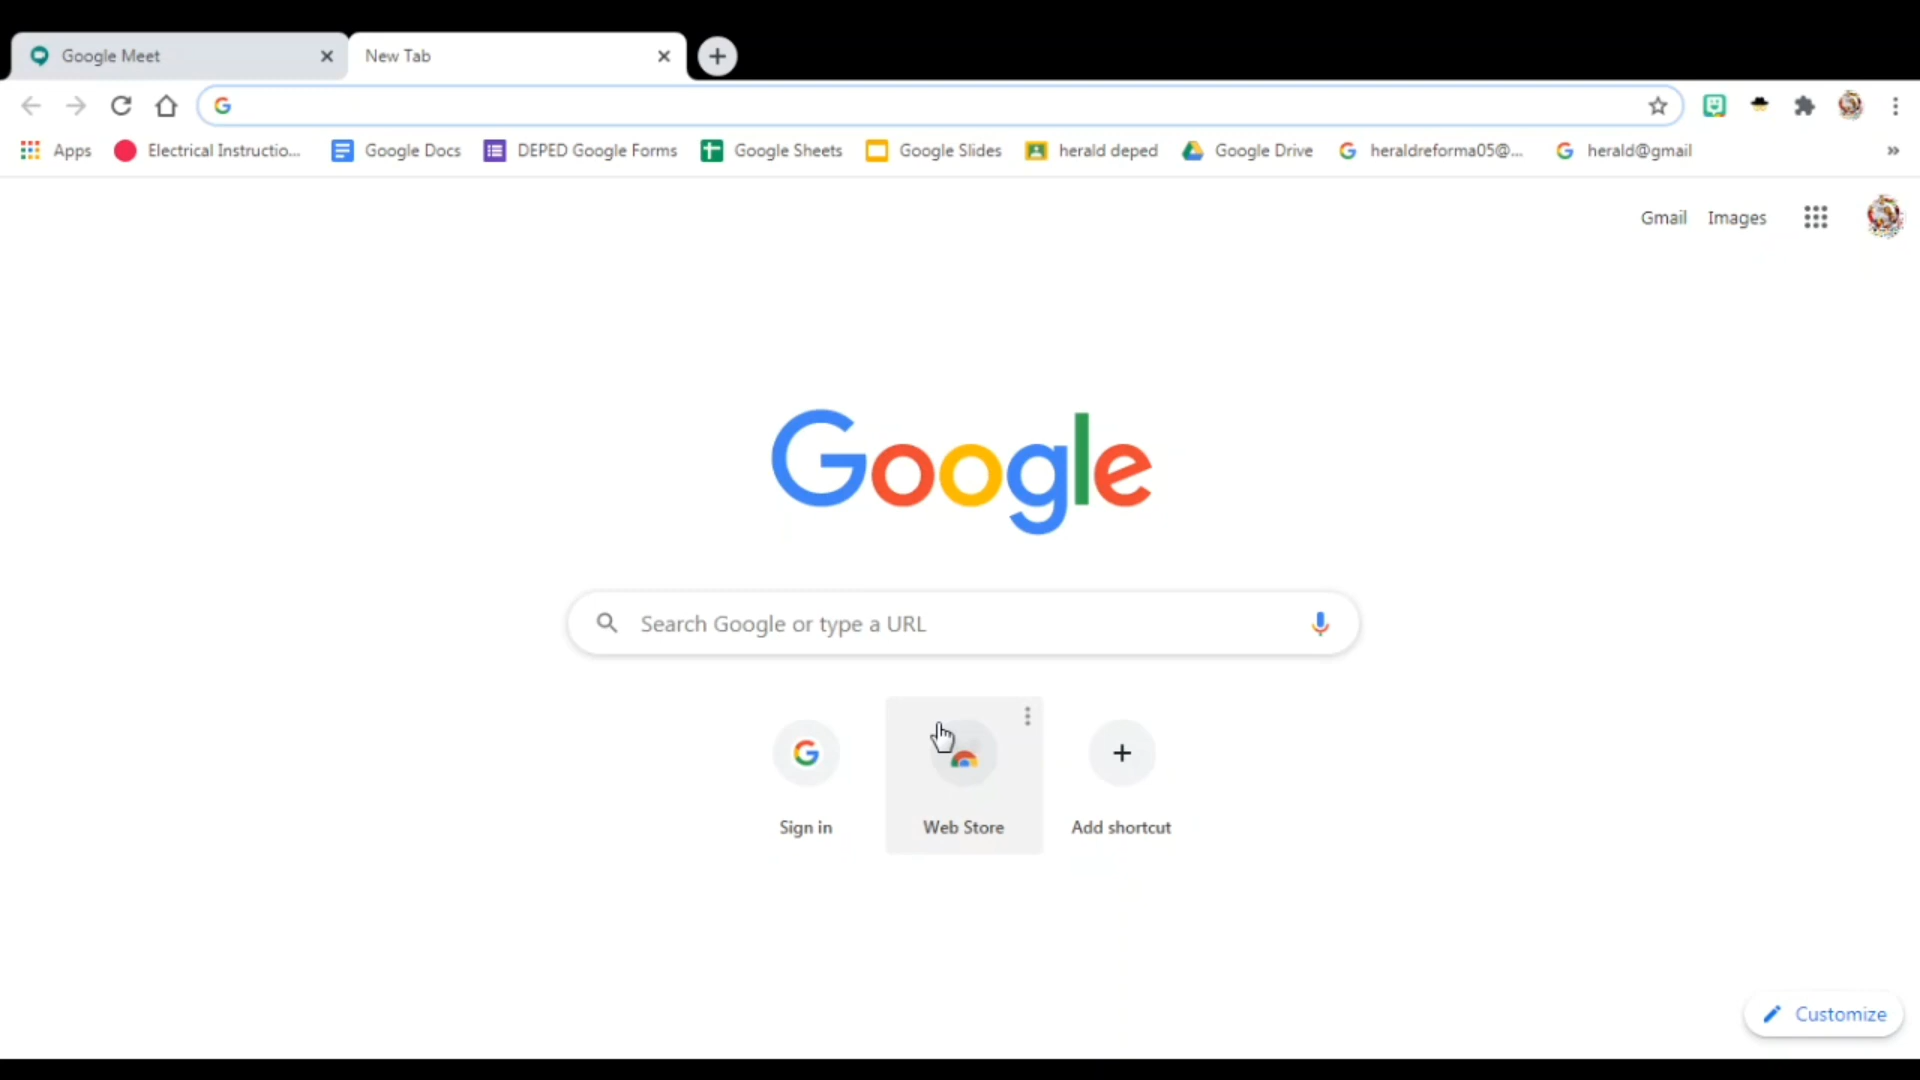 Google Meet
New Tab
Apps Electrical Instructio... Google Docs DEPED Google Forms Google Sheets Google Slides herald deped Google Drive heraldreforma05@... herald@gmail »
Gmail Images
Google
Search Google or type a URL
Sign in Web Store Add shortcut
Customize